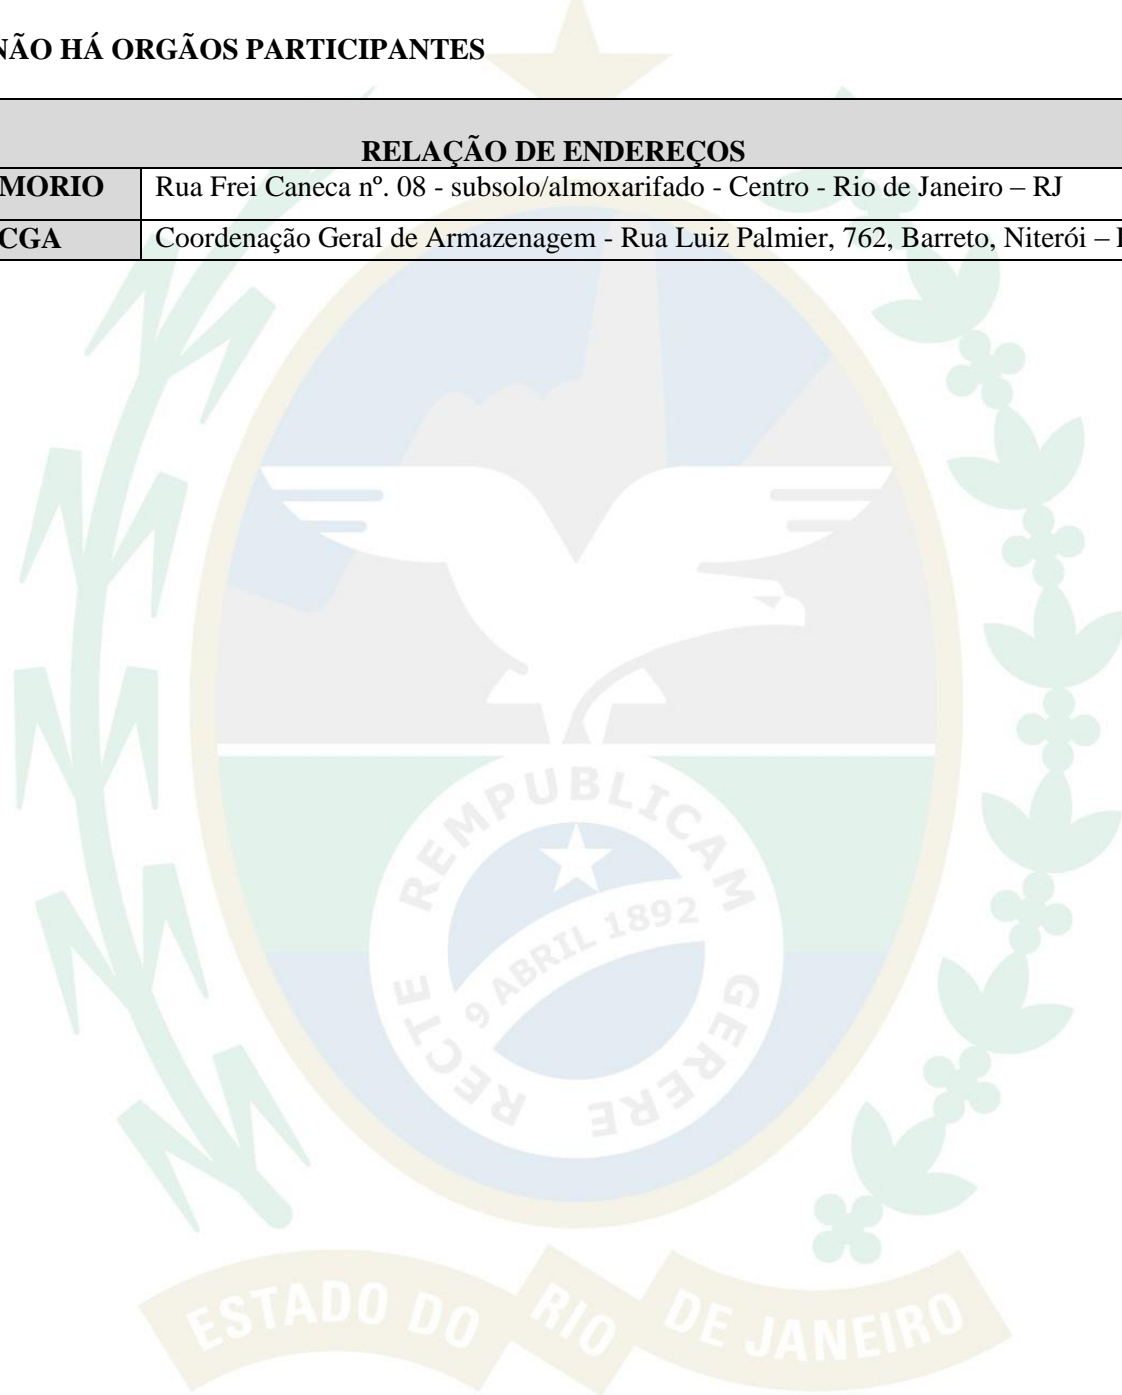 NÃO HÁ ORGÃOS PARTICIPANTES
RELAÇÃO DE ENDEREÇOS
MORIO Rua Frei Caneca nº. 08 - subsolo/almoxarifado - Centro - Rio de Janeiro – RJ
CGA Coordenação Geral de Armazenagem - Rua Luiz Palmier, 762, Barreto, Niterói –
RECTE REMPUBLICAM GERERE
9 ABRIL 1892
ESTADO DO RIO DE JANEIRO